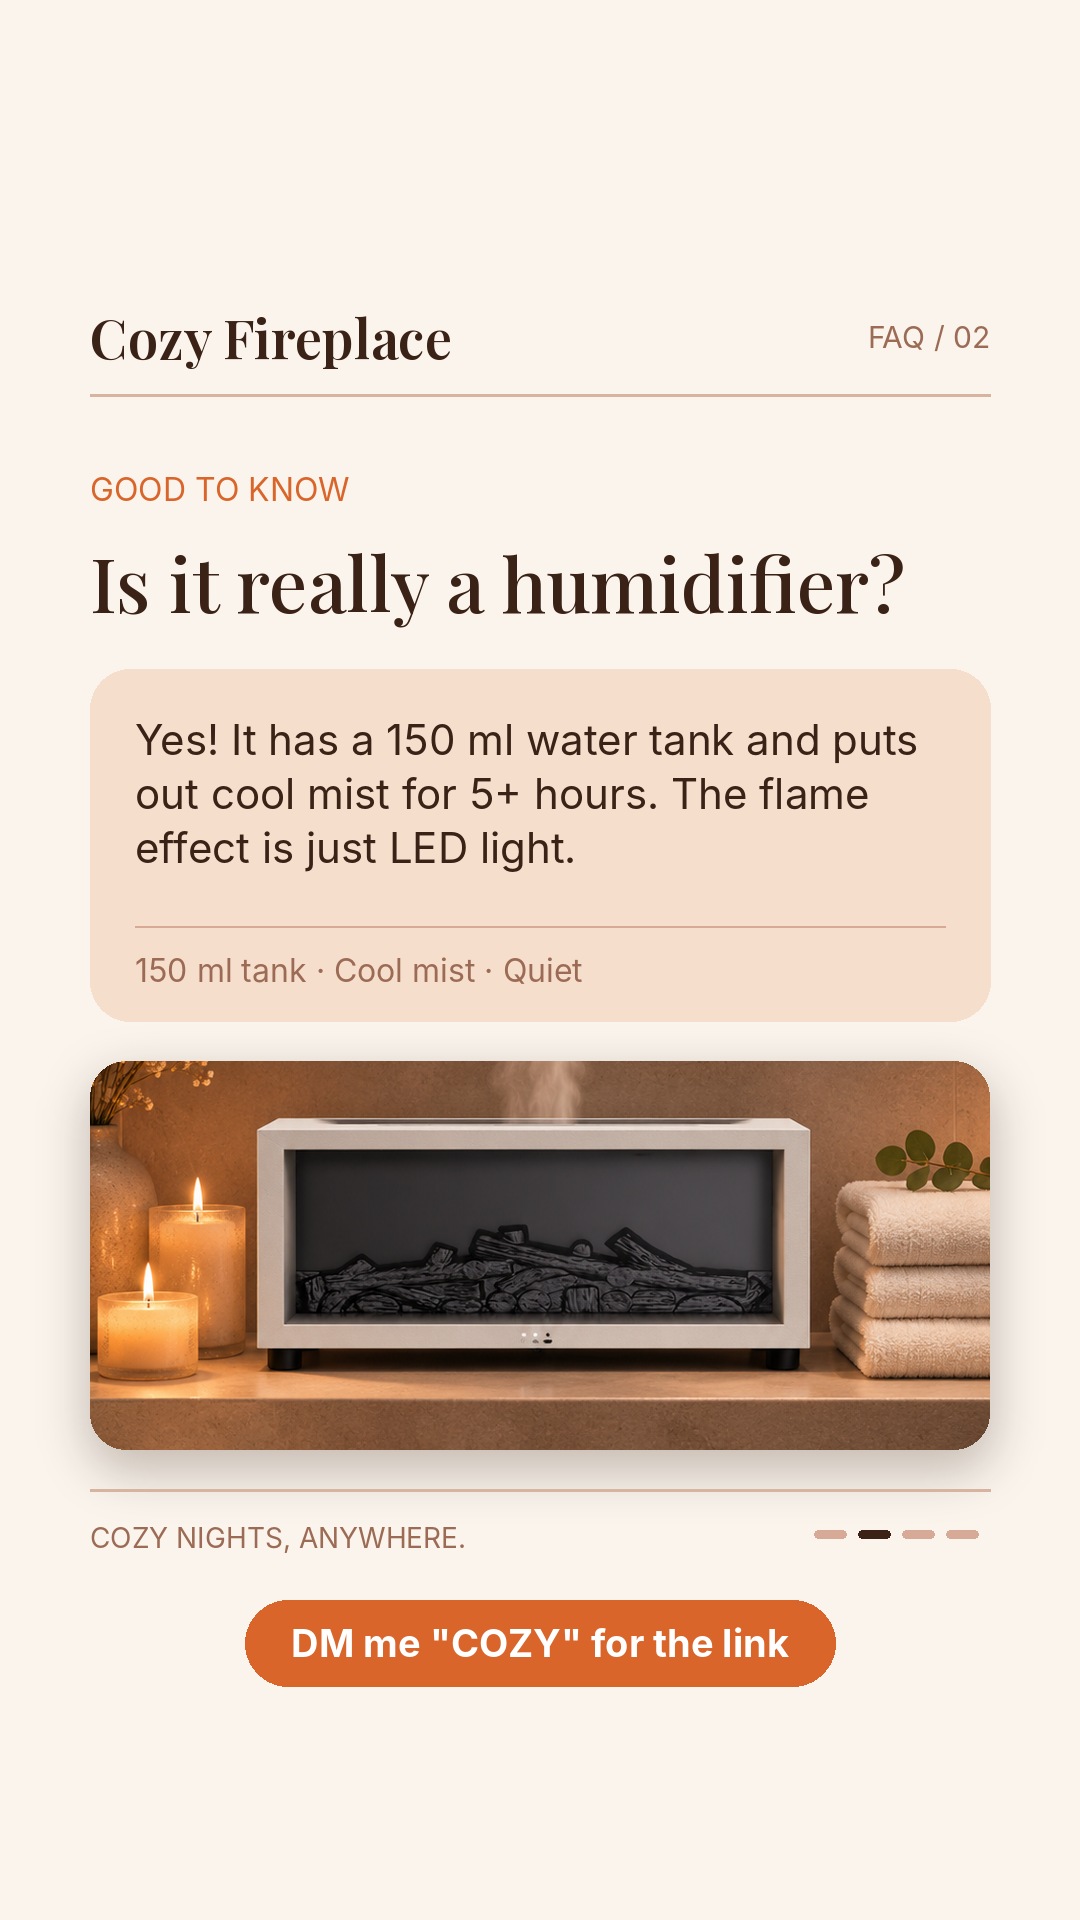 Cozy Fireplace
FAQ / 02
GOOD TO KNOW
Is it really a humidifier?
Yes! It has a 150 ml water tank and puts
out cool mist for 5+ hours. The flame
effect is just LED light.
150 ml tank · Cool mist · Quiet
COZY NIGHTS, ANYWHERE.
DM me "COZY" for the link